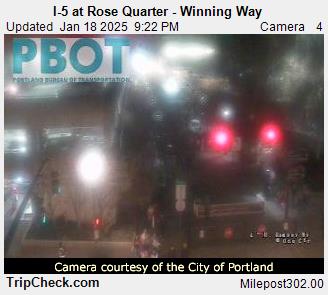 I-5 at Rose Quarter - Winning Way
Updated Jan 18 2025 9:22 PM Camera 4
PBOT
PORTLAND BUREAU OF TRANSPORTATION
Camera courtesy of the City of Portland
TripCheck.com Milepost302.00